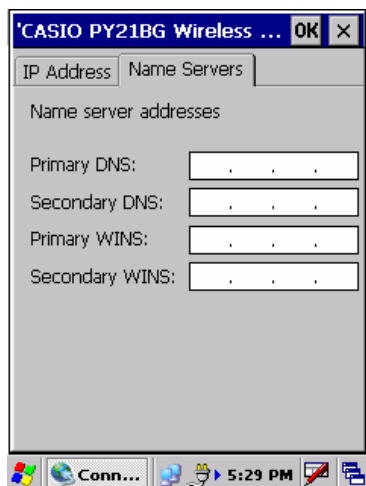 'CASIO PY21BG Wireless ... OK ×
IP Address Name Servers
Name server addresses
Primary DNS: . . .
Secondary DNS: . . .
Primary WINS: . . .
Secondary WINS: . . .
Conn... 5:29 PM